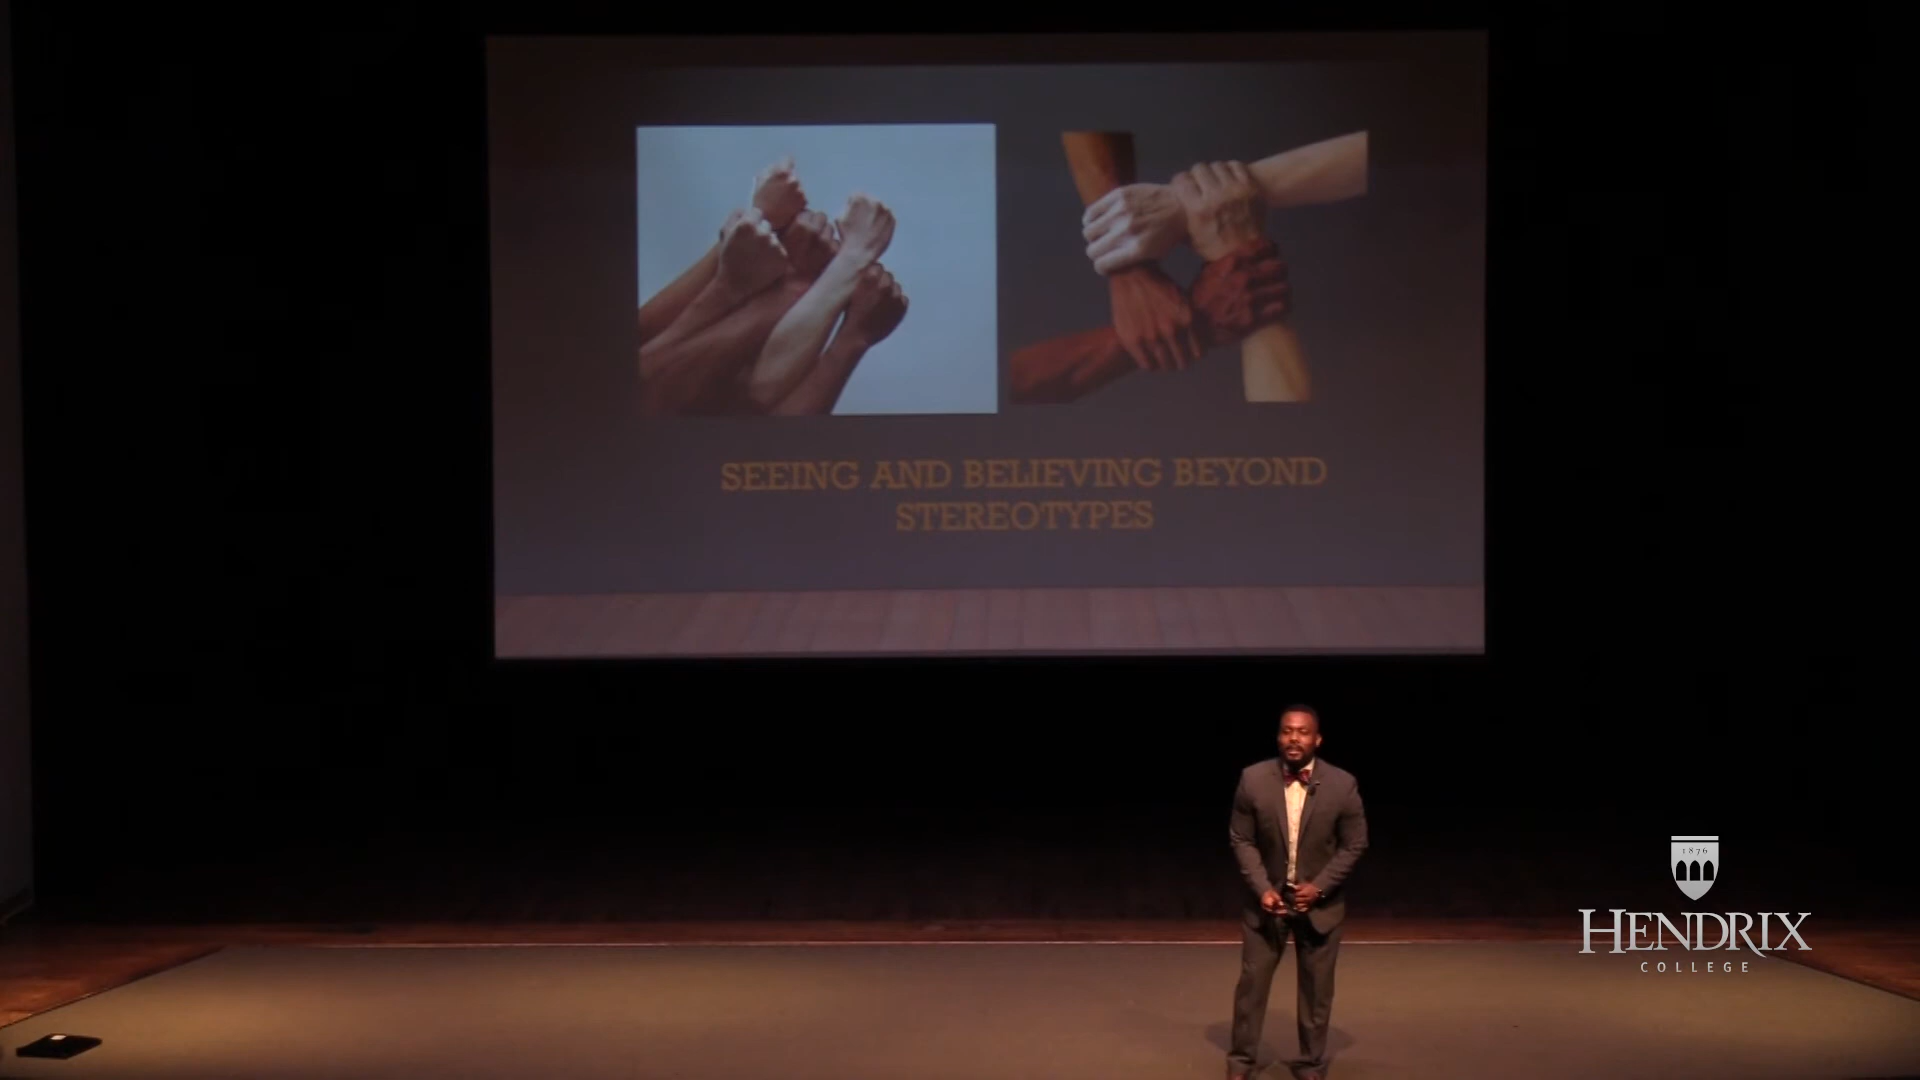 SEEING AND BELIEVING BEYOND
STEREOTYPES
1876
HENDRIX
COLLEGE